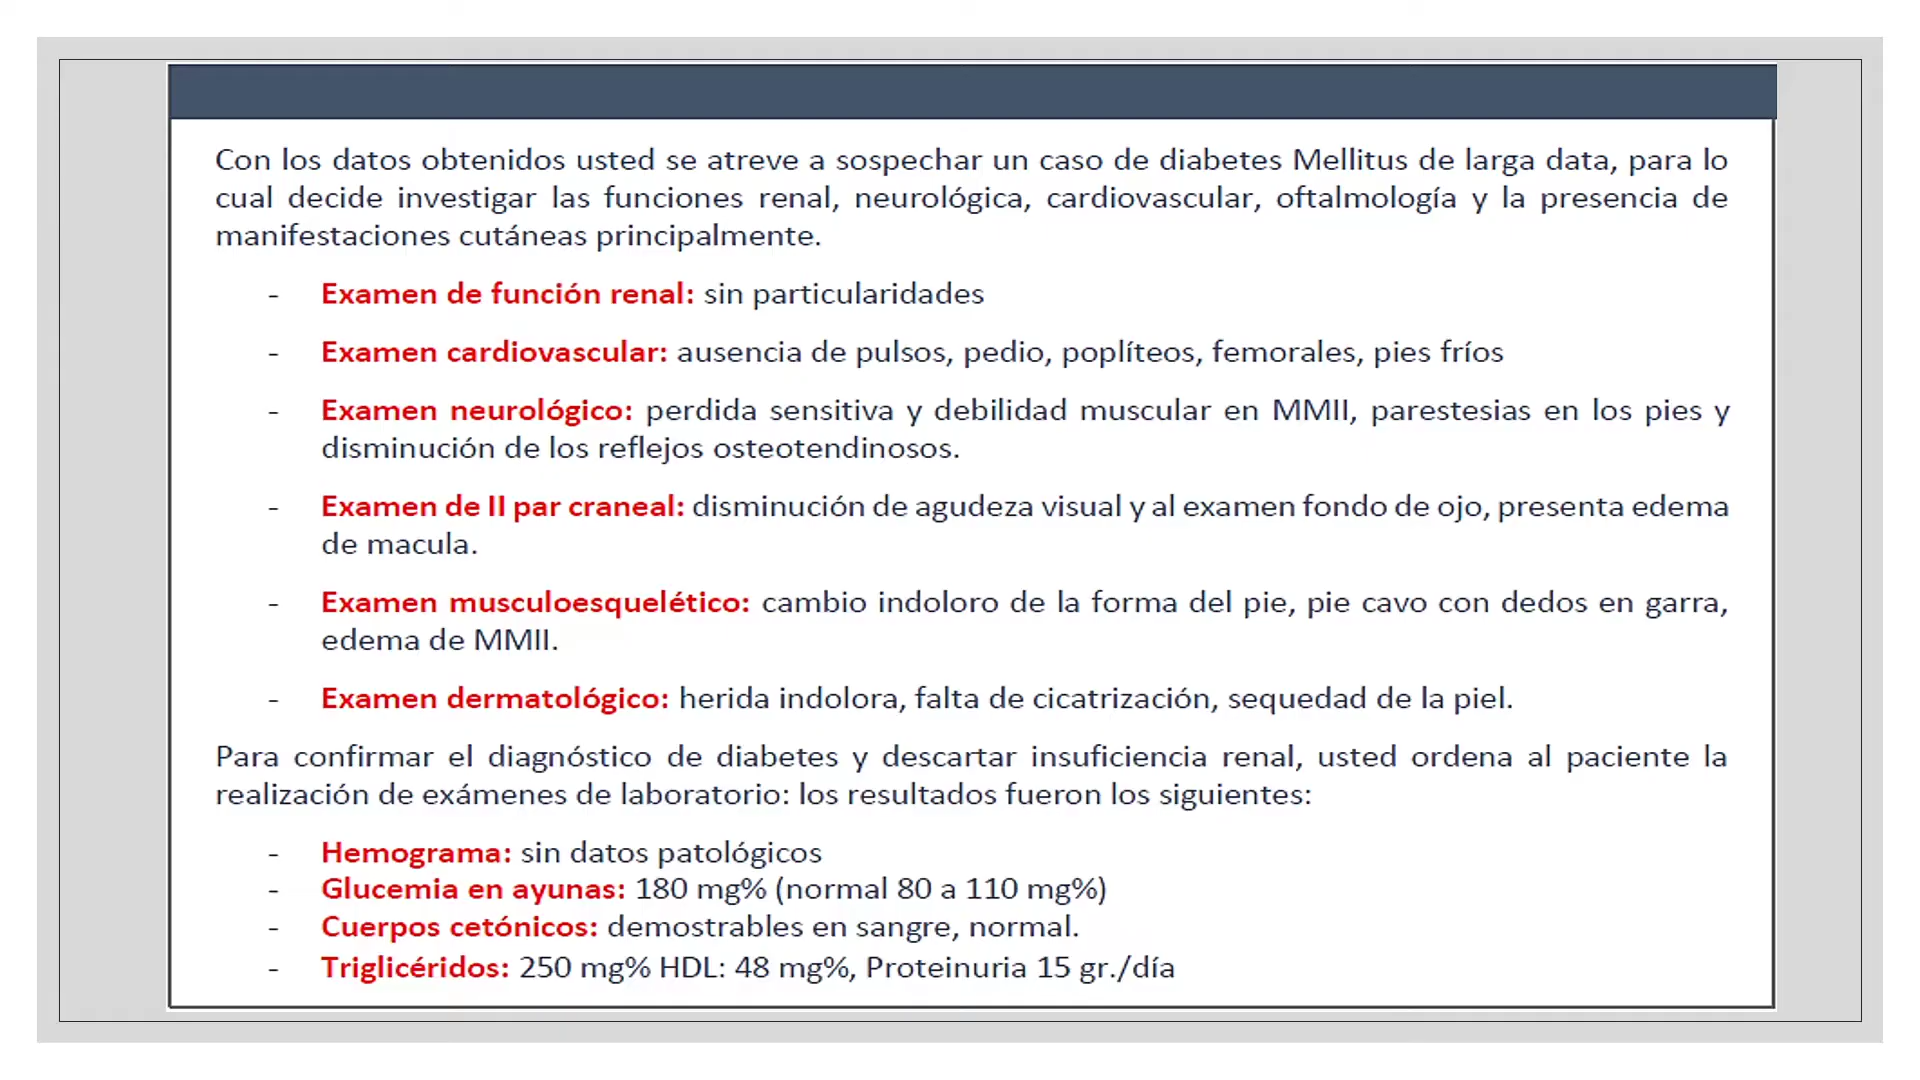 Con los datos obtenidos usted se atreve a sospechar un caso de diabetes Mellitus de larga data, para lo
cual decide investigar las funciones renal, neurológica, cardiovascular, oftalmología y la presencia de
manifestaciones cutáneas principalmente.
- Examen de función renal: sin particularidades
- Examen cardiovascular: ausencia de pulsos, pedio, poplíteos, femorales, pies fríos
- Examen neurológico: perdida sensitiva y debilidad muscular en MMII, parestesias en los pies y
disminución de los reflejos osteotendinosos.
- Examen de II par craneal: disminución de agudeza visual y al examen fondo de ojo, presenta edema
de macula.
- Examen musculoesquelético: cambio indoloro de la forma del pie, pie cavo con dedos en garra,
edema de MMII.
- Examen dermatológico: herida indolora, falta de cicatrización, sequedad de la piel.
Para confirmar el diagnóstico de diabetes y descartar insuficiencia renal, usted ordena al paciente la
realización de exámenes de laboratorio: los resultados fueron los siguientes:
- Hemograma: sin datos patológicos
- Glucemia en ayunas: 180 mg% (normal 80 a 110 mg%)
- Cuerpos cetónicos: demostrables en sangre, normal.
- Triglicéridos: 250 mg% HDL: 48 mg%, Proteinuria 15 gr./día